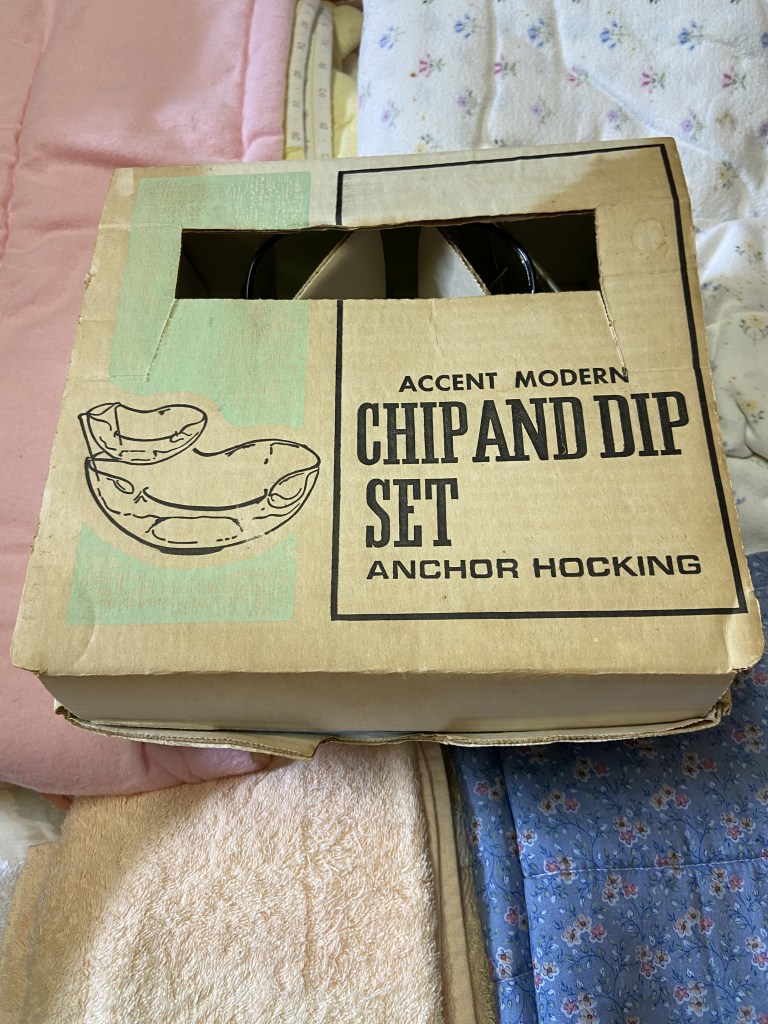 ACCENT MODERN
CHIP AND DIP
SET
ANCHOR HOCKING